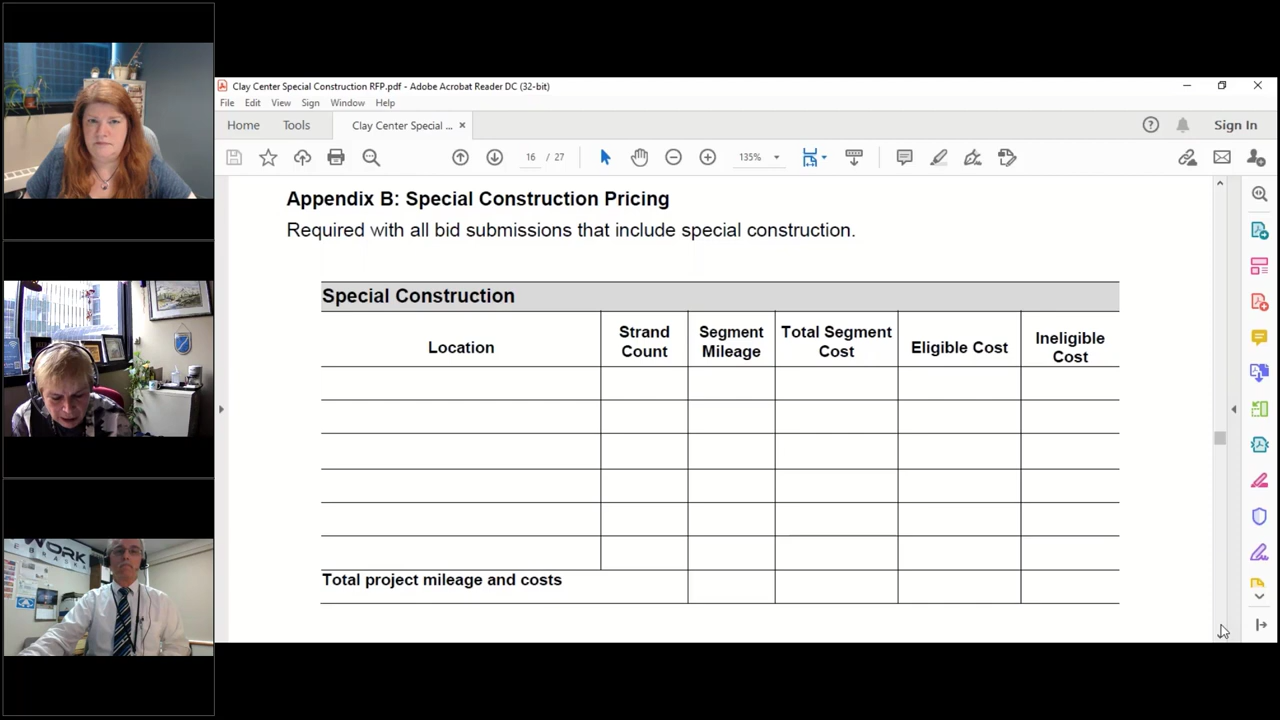 Clay Center Special Construction RFP.pdf - Adobe Acrobat Reader DC (32-bit)
File Edit View Sign Window Help
Home Tools Clay Center Special ... × Sign In
16 / 27 135%
Appendix B: Special Construction Pricing
Required with all bid submissions that include special construction.
Special Construction
Location
Strand Count
Segment Mileage
Total Segment Cost
Eligible Cost
Ineligible Cost
Total project mileage and costs
WORK